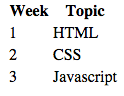 Week Topic
1 HTML
2 CSS
3 Javascript